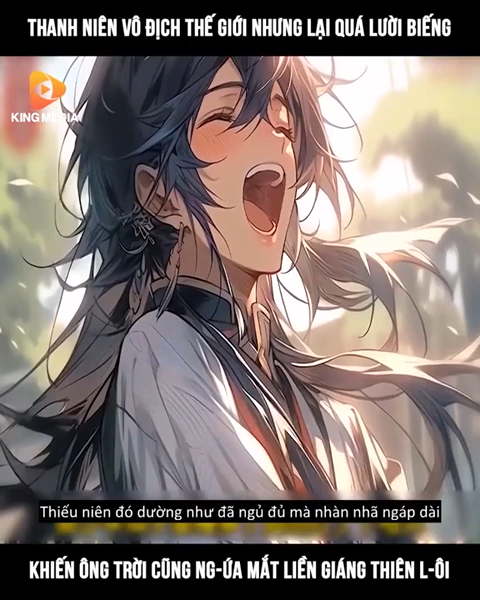 THANH NIÊN VÔ ĐỊCH THẾ GIỚI NHƯNG LẠI QUÁ LƯỜI BIẾNG
KING MEDIA
Thiếu niên đó dường như đã ngủ đủ mà nhàn nhã ngáp dài
KHIẾN ÔNG TRỜI CŨNG NG-ỨA MẮT LIỀN GIÁNG THIÊN L-ÔI